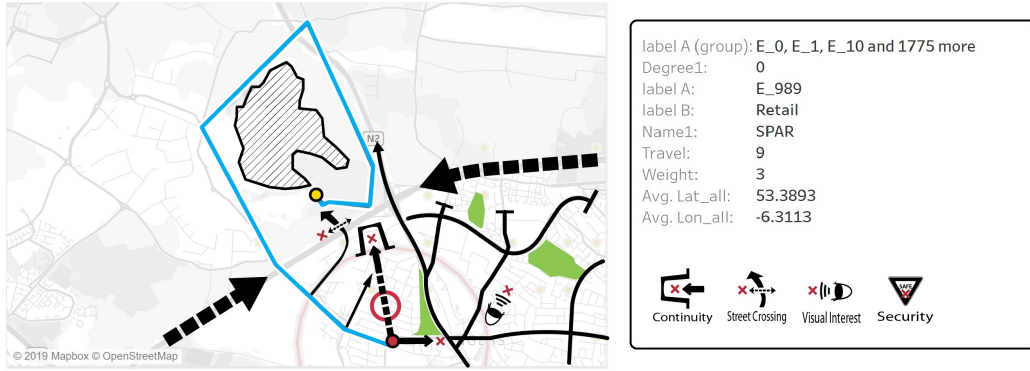 N2
© 2019 Mapbox © OpenStreetMap
label A (group): E_0, E_1, E_10 and 1775 more
Degree1: 0
label A: E_989
label B: Retail
Name1: SPAR
Travel: 9
Weight: 3
Avg. Lat_all: 53.3893
Avg. Lon_all: -6.3113
SAFE
Continuity Street Crossing Visual Interest Security